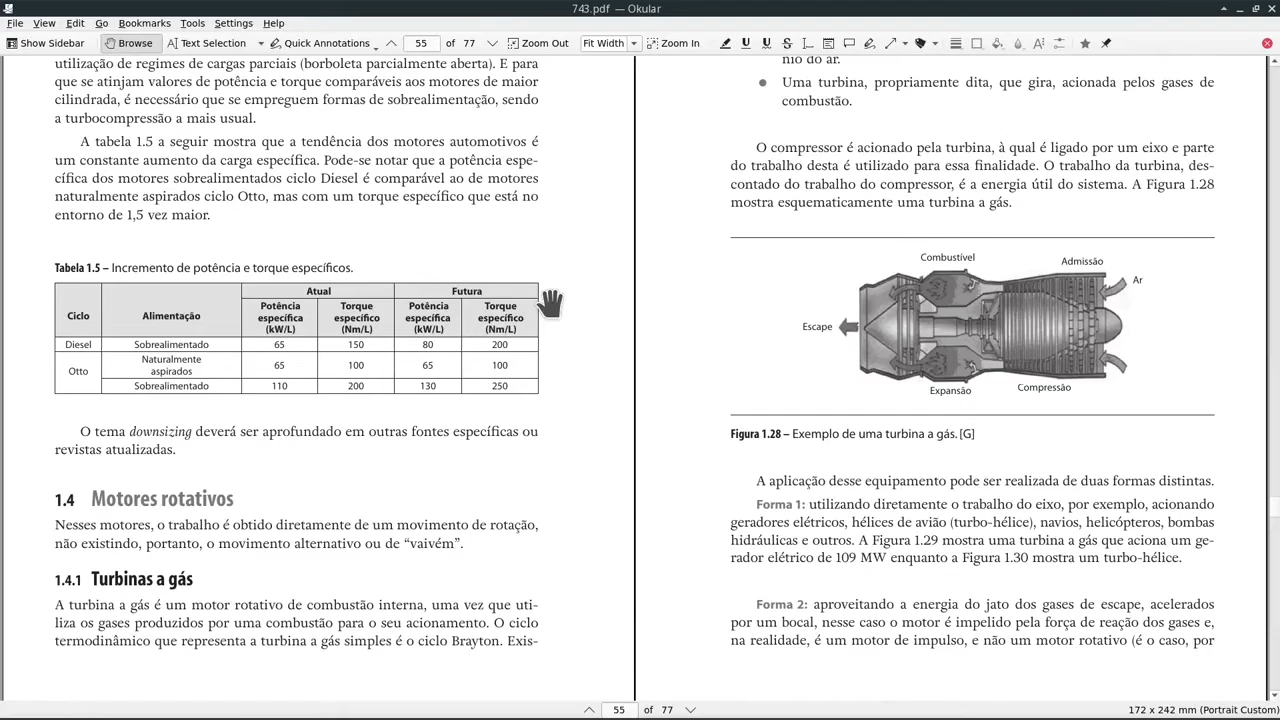 743.pdf — Okular
File View Edit Go Bookmarks Tools Settings Help
Show Sidebar Browse Text Selection Quick Annotations 55 of 77 Zoom Out Fit Width Zoom In
utilização de regimes de cargas parciais (borboleta parcialmente aberta). E para
que se atinjam valores de potência e torque comparáveis aos motores de maior
cilindrada, é necessário que se empreguem formas de sobrealimentação, sendo
a turbocompressão a mais usual.
A tabela 1.5 a seguir mostra que a tendência dos motores automotivos é
um constante aumento da carga específica. Pode-se notar que a potência espe-
cífica dos motores sobrealimentados ciclo Diesel é comparável ao de motores
naturalmente aspirados ciclo Otto, mas com um torque específico que está no
entorno de 1,5 vez maior.
Tabela 1.5 – Incremento de potência e torque específicos.
Atual Futura
Ciclo Alimentação Potência específica (kW/L) Torque específico (Nm/L) Potência específica (kW/L) Torque específico (Nm/L)
Diesel Sobrealimentado 65 150 80 200
Otto Naturalmente aspirados 65 100 65 100
Sobrealimentado 110 200 130 250
O tema downsizing deverá ser aprofundado em outras fontes específicas ou
revistas atualizadas.
1.4 Motores rotativos
Nesses motores, o trabalho é obtido diretamente de um movimento de rotação,
não existindo, portanto, o movimento alternativo ou de “vaivém”.
1.4.1 Turbinas a gás
A turbina a gás é um motor rotativo de combustão interna, uma vez que uti-
liza os gases produzidos por uma combustão para o seu acionamento. O ciclo
termodinâmico que representa a turbina a gás simples é o ciclo Brayton. Exis-
nio do ar.
● Uma turbina, propriamente dita, que gira, acionada pelos gases de
combustão.
O compressor é acionado pela turbina, à qual é ligado por um eixo e parte
do trabalho desta é utilizado para essa finalidade. O trabalho da turbina, des-
contado do trabalho do compressor, é a energia útil do sistema. A Figura 1.28
mostra esquematicamente uma turbina a gás.
Combustível
Admissão
Ar
Escape
Compressão
Expansão
Figura 1.28 – Exemplo de uma turbina a gás. [G]
A aplicação desse equipamento pode ser realizada de duas formas distintas.
Forma 1: utilizando diretamente o trabalho do eixo, por exemplo, acionando
geradores elétricos, hélices de avião (turbo-hélice), navios, helicópteros, bombas
hidráulicas e outros. A Figura 1.29 mostra uma turbina a gás que aciona um ge-
rador elétrico de 109 MW enquanto a Figura 1.30 mostra um turbo-hélice.
Forma 2: aproveitando a energia do jato dos gases de escape, acelerados
por um bocal, nesse caso o motor é impelido pela força de reação dos gases e,
na realidade, é um motor de impulso, e não um motor rotativo (é o caso, por
55 of 77
172 x 242 mm (Portrait Custom)